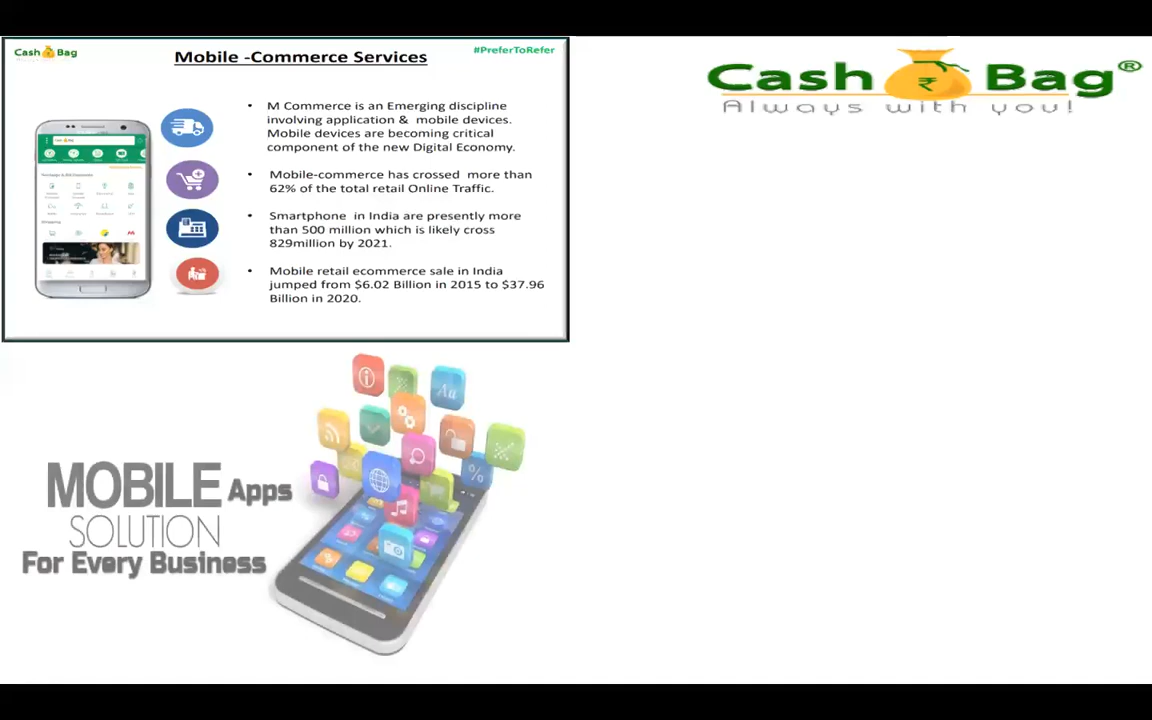 Cash Bag
#PreferToRefer
Mobile -Commerce Services
• M Commerce is an Emerging discipline
involving application & mobile devices.
Mobile devices are becoming critical
component of the new Digital Economy.
• Mobile-commerce has crossed more than
62% of the total retail Online Traffic.
• Smartphone in India are presently more
than 500 million which is likely cross
829million by 2021.
• Mobile retail ecommerce sale in India
jumped from $6.02 Billion in 2015 to $37.96
Billion in 2020.
Cash ₹ Bag®
Always with you!
Au
%
MOBILE Apps
SOLUTION
For Every Business